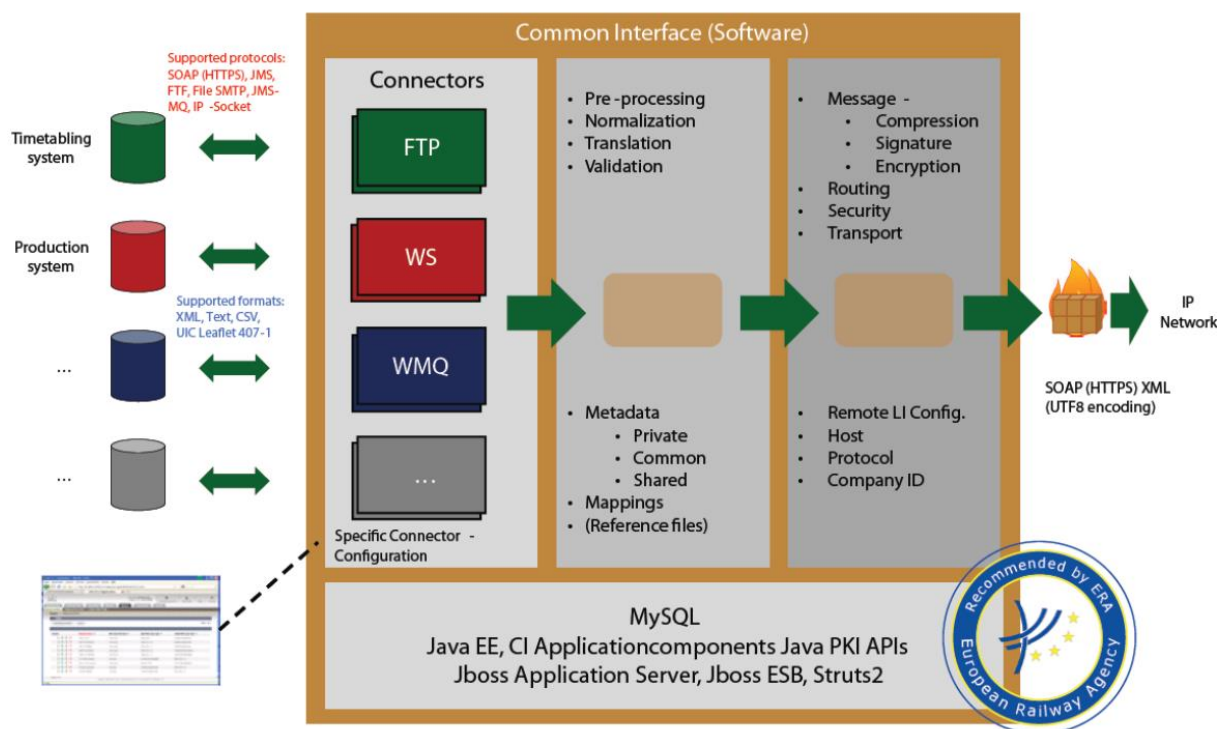 Common Interface (Software)
Supported protocols:
SOAP (HTTPS), JMS,
FTF, File SMTP, JMS-
MQ, IP -Socket
Timetabling
system
Production
system
Supported formats:
XML, Text, CSV,
UIC Leaflet 407-1
...
...
Connectors
FTP
WS
WMQ
...
Specific Connector -
Configuration
• Pre -processing
• Normalization
• Translation
• Validation
• Metadata
• Private
• Common
• Shared
• Mappings
• (Reference files)
• Message -
• Compression
• Signature
• Encryption
• Routing
• Security
• Transport
• Remote LI Config.
• Host
• Protocol
• Company ID
IP
Network
SOAP (HTTPS) XML
(UTF8 encoding)
MySQL
Java EE, CI Applicationcomponents Java PKI APIs
Jboss Application Server, Jboss ESB, Struts2
Recommended by ERA
European Railway Agency